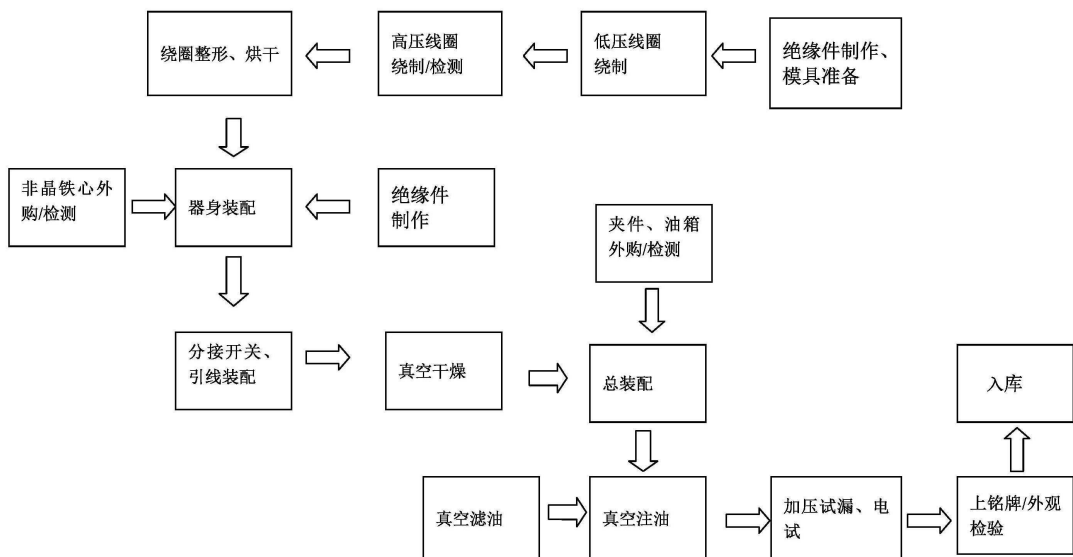 绕圈整形、烘干
高压线圈
绕制/检测
低压线圈
绕制
绝缘件制作、
模具准备
非晶铁心外
购/检测
器身装配
绝缘件
制作
夹件、油箱
外购/检测
分接开关、
引线装配
真空干燥
总装配
入库
真空滤油
真空注油
加压试漏、电
试
上铭牌/外观
检验